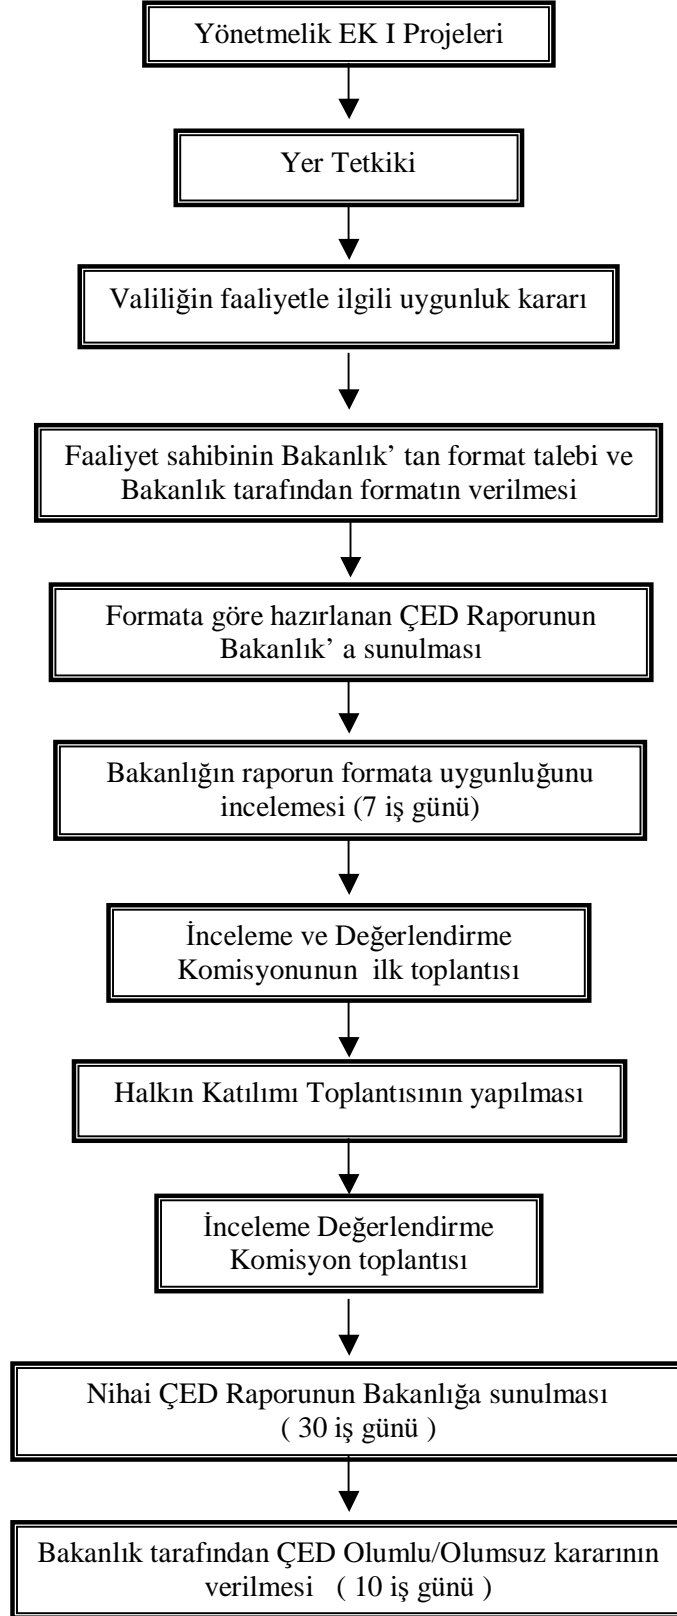 Yönetmelik EK I Projeleri
Yer Tetkiki
Valiliğin faaliyetle ilgili uygunluk kararı
Faaliyet sahibinin Bakanlık’ tan format talebi ve
Bakanlık tarafından formatın verilmesi
Formata göre hazırlanan ÇED Raporunun
Bakanlık’ a sunulması
Bakanlığın raporun formata uygunluğunu
incelemesi (7 iş günü)
İnceleme ve Değerlendirme
Komisyonunun ilk toplantısı
Halkın Katılımı Toplantısının yapılması
İnceleme Değerlendirme
Komisyon toplantısı
Nihai ÇED Raporunun Bakanlığa sunulması
( 30 iş günü )
Bakanlık tarafından ÇED Olumlu/Olumsuz kararının
verilmesi ( 10 iş günü )